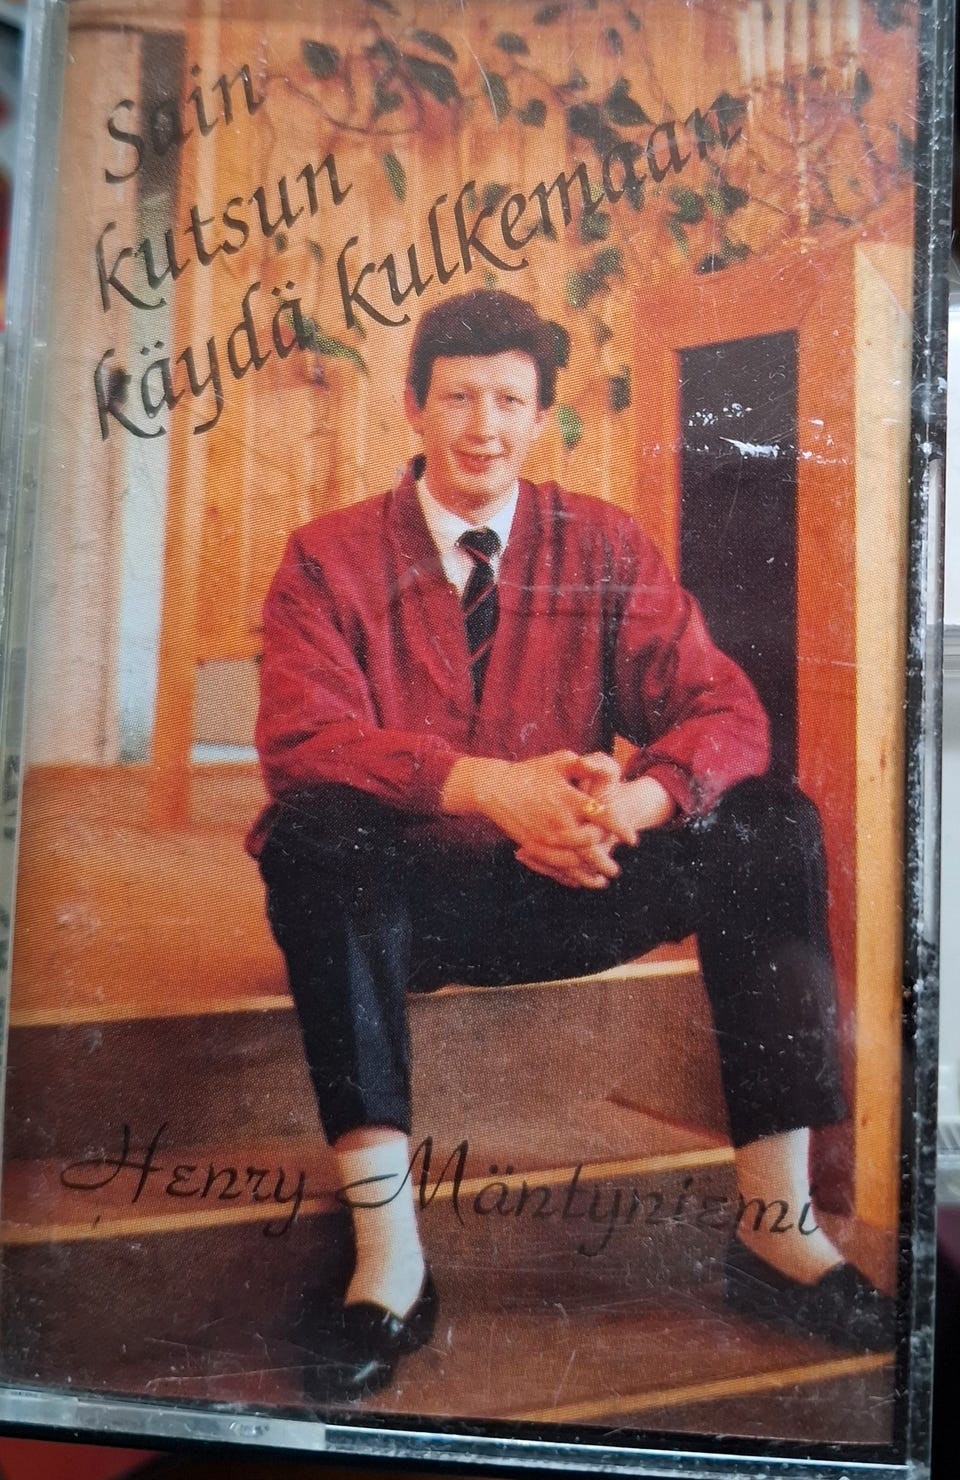 Sain
kutsun
käydä kulkemaan
Henry Mäntyniemi